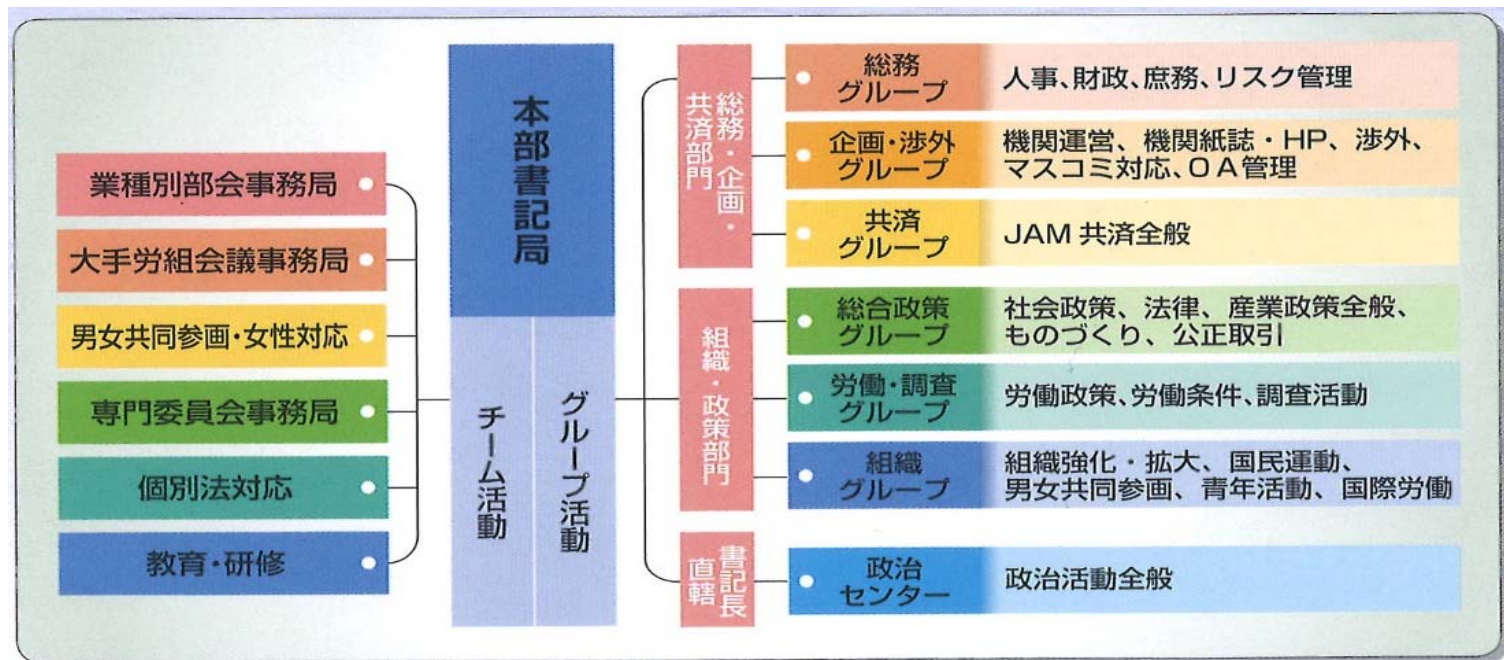 業種別部会事務局
大手労組会議事務局
男女共同参画・女性対応
専門委員会事務局
個別法対応
教育・研修
本部書記局
チーム活動
グループ活動
総務・企画・
共済部門
総務
グループ
人事、財政、庶務、リスク管理
企画・渉外
グループ
機関運営、機関紙誌・HP、渉外、
マスコミ対応、OA管理
共済
グループ
JAM 共済全般
組織・政策部門
総合政策
グループ
社会政策、法律、産業政策全般、
ものづくり、公正取引
労働・調査
グループ
労働政策、労働条件、調査活動
組織
グループ
組織強化・拡大、国民運動、
男女共同参画、青年活動、国際労働
書記長
直轄
政治
センター
政治活動全般